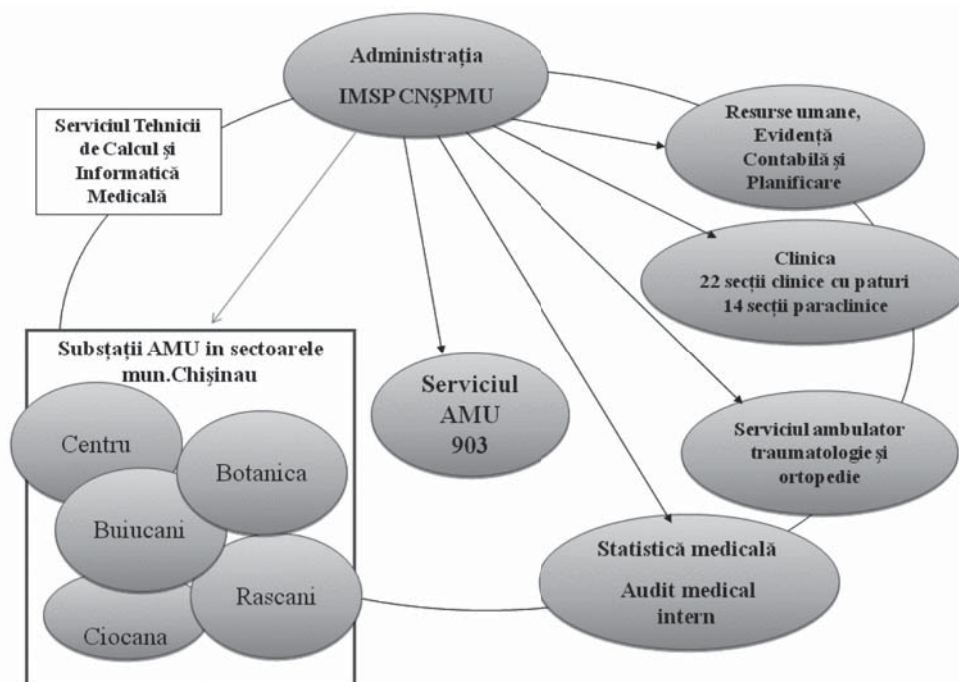 Administrația
IMSP CNȘPMU
Serviciul Tehnicii
de Calcul și
Informatică
Medicală
Resurse umane,
Evidență
Contabilă și
Planificare
Clinica
22 secții clinice cu paturi
14 secții paraclinice
Substații AMU in sectoarele
mun.Chișinau
Centru
Botanica
Buiucani
Rascani
Ciocana
Serviciul
AMU
903
Serviciul ambulator
traumatologie și
ortopedie
Statistică medicală
Audit medical
intern